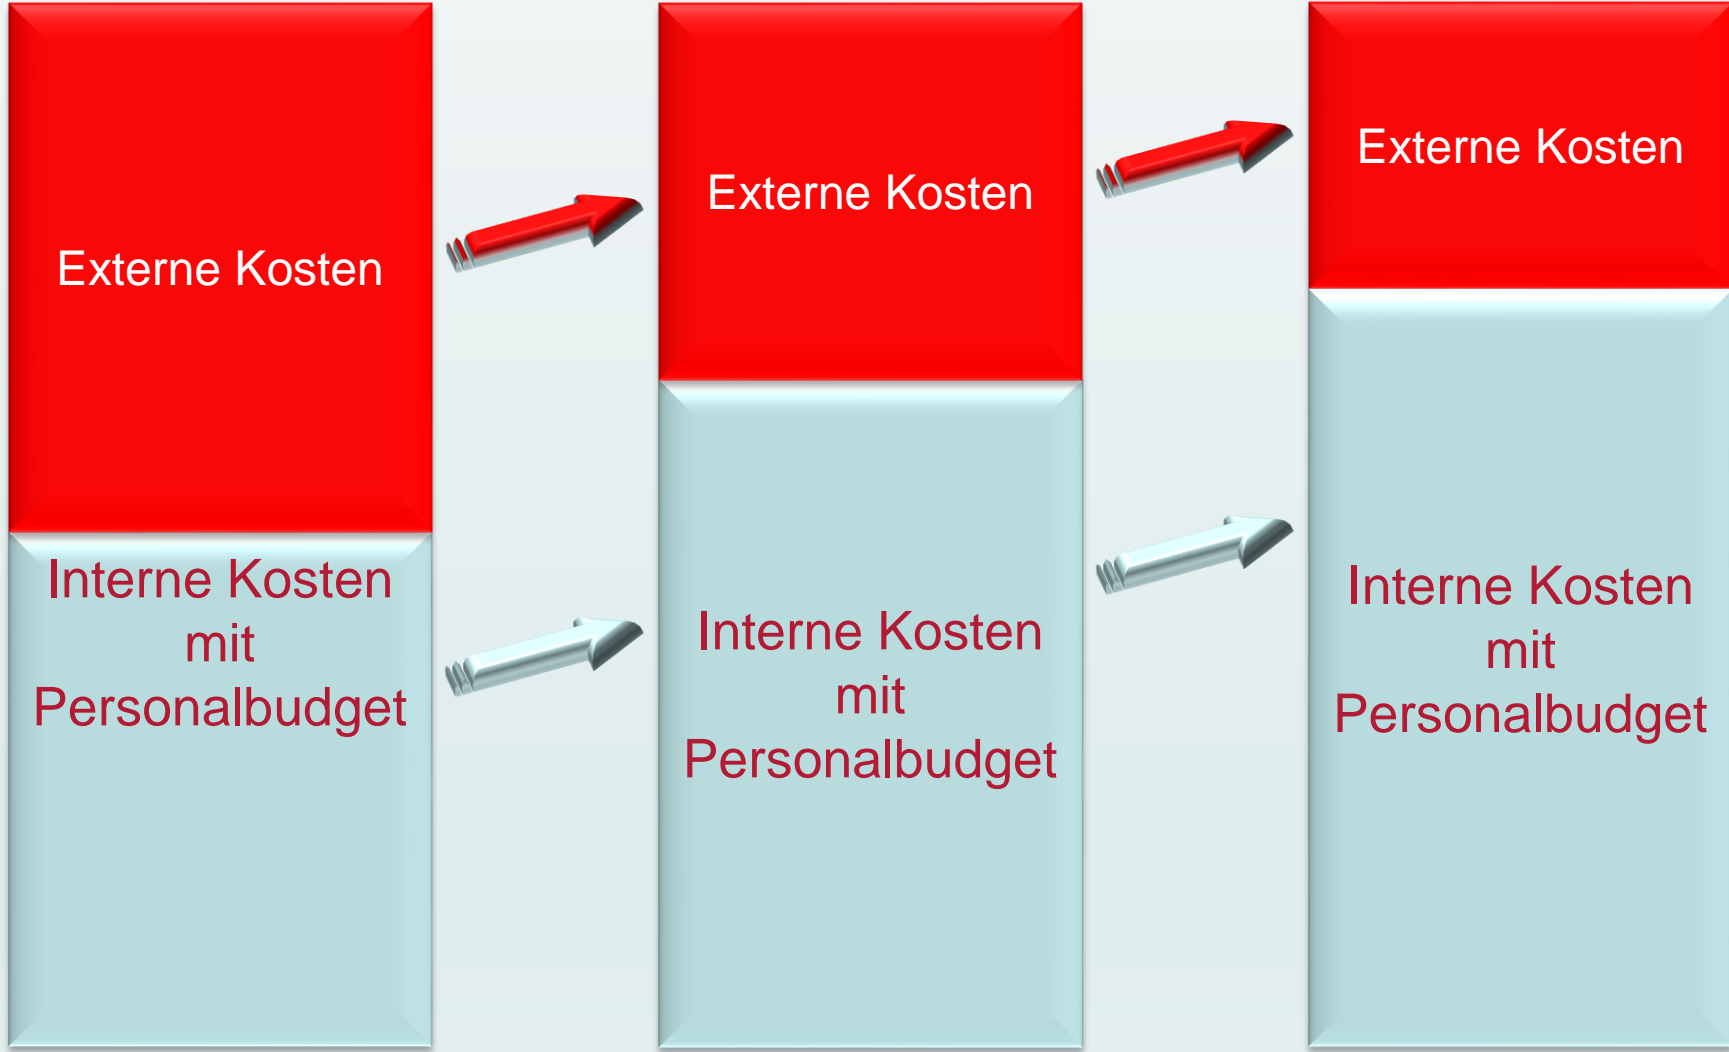 Externe Kosten
Interne Kosten
mit
Personalbudget
Externe Kosten
Interne Kosten
mit
Personalbudget
Externe Kosten
Interne Kosten
mit
Personalbudget